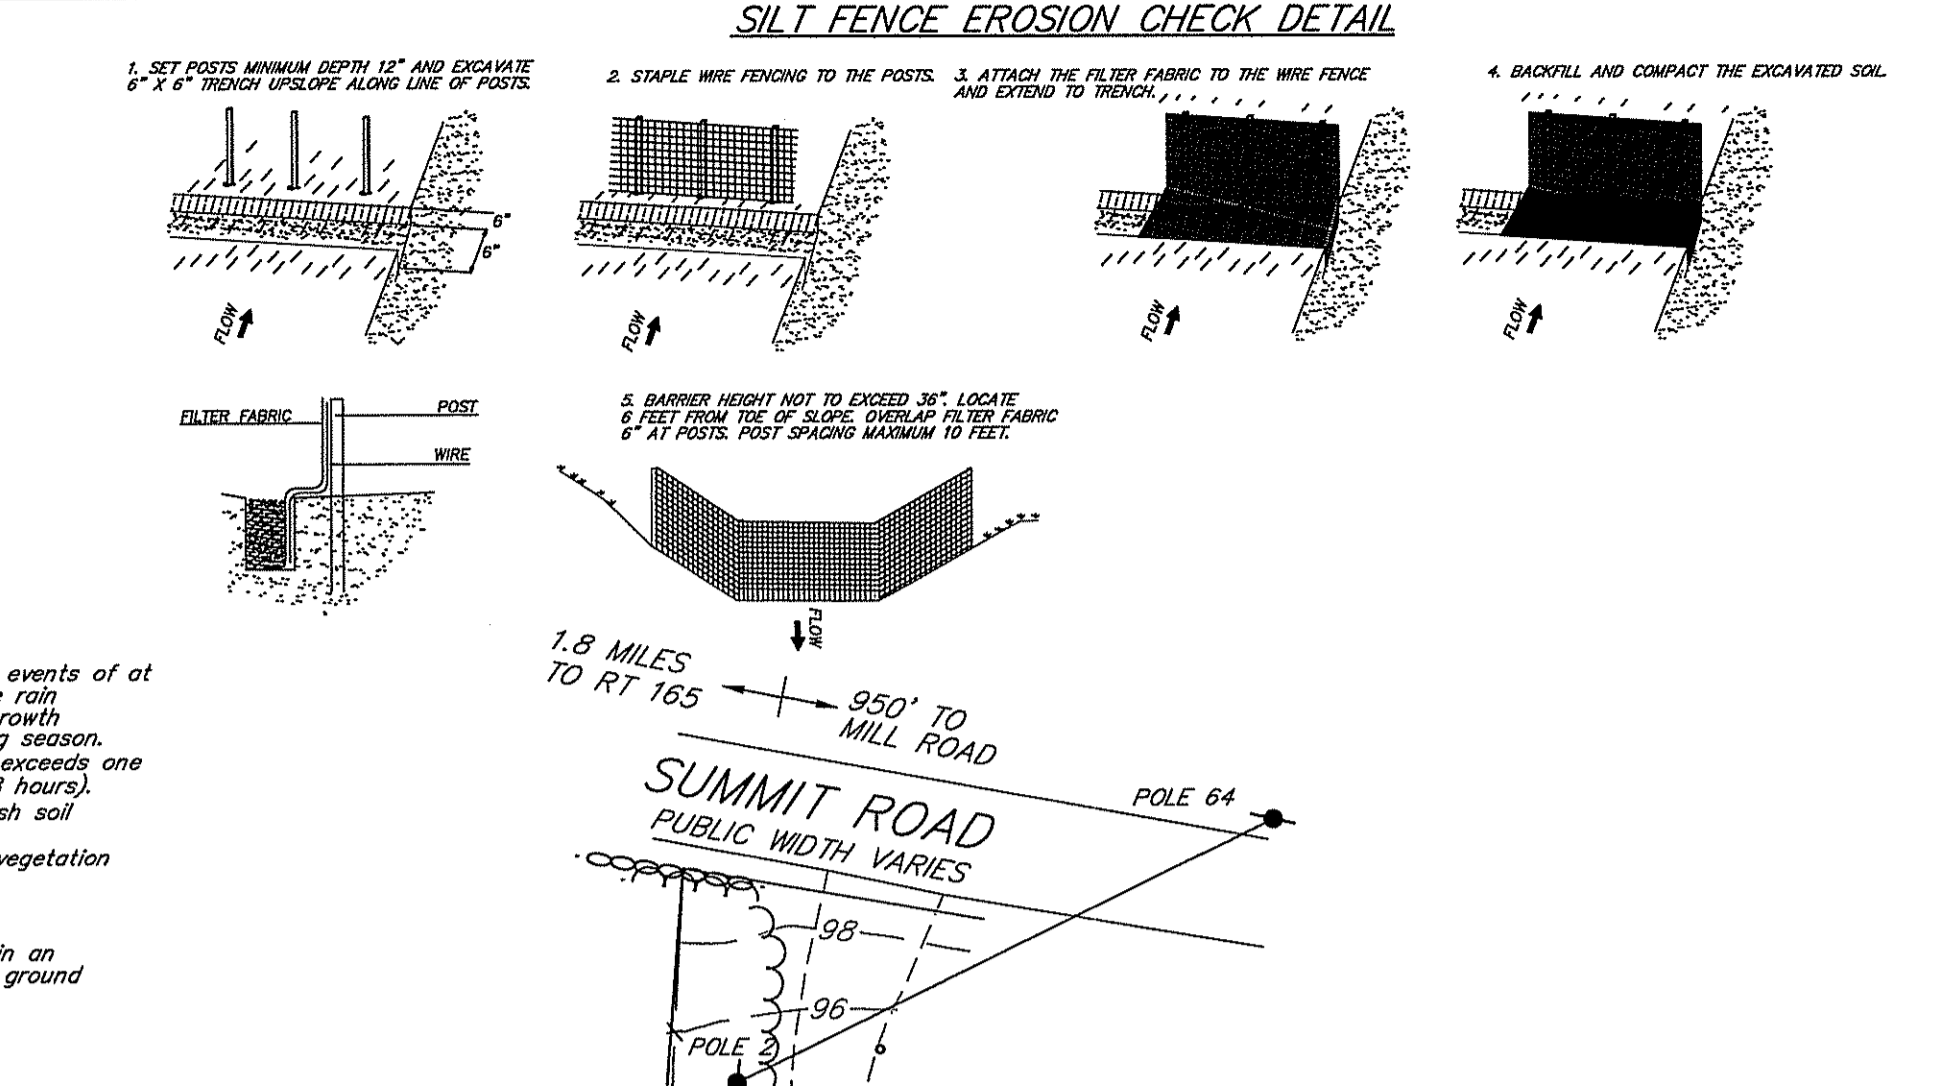 SILT FENCE EROSION CHECK DETAIL
1. SET POSTS MINIMUM DEPTH 12" AND EXCAVATE
6" X 6" TRENCH UPSLOPE ALONG LINE OF POSTS.
2. STAPLE WIRE FENCING TO THE POSTS.
3. ATTACH THE FILTER FABRIC TO THE WIRE FENCE
AND EXTEND TO TRENCH.
4. BACKFILL AND COMPACT THE EXCAVATED SOIL.
6"
6"
FLOW
FLOW
FLOW
FLOW
FILTER FABRIC
POST
WIRE
5. BARRIER HEIGHT NOT TO EXCEED 36". LOCATE
6 FEET FROM TOE OF SLOPE. OVERLAP FILTER FABRIC
6" AT POSTS. POST SPACING MAXIMUM 10 FEET.
FLOW
events of at
rain
rowth
g season.
exceeds one
hours).
sh soil
vegetation
in an
ground
1.8 MILES
TO RT 165
950' TO
MILL ROAD
SUMMIT ROAD
PUBLIC WIDTH VARIES
POLE 64
98
96
POLE 2